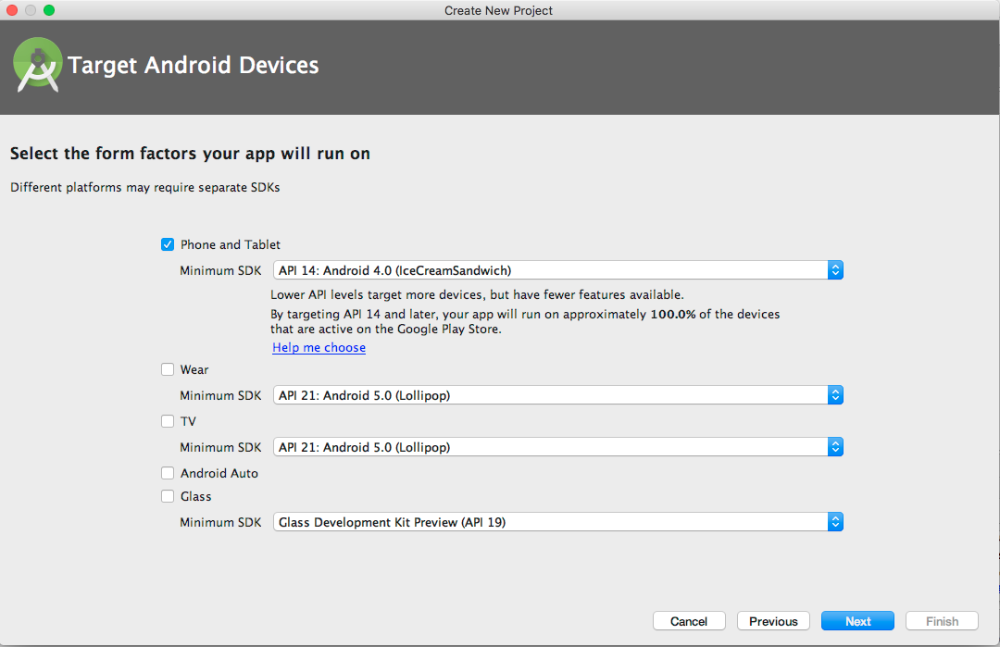 Create New Project
Target Android Devices
Select the form factors your app will run on
Different platforms may require separate SDKs
Phone and Tablet
Minimum SDK API 14: Android 4.0 (IceCreamSandwich)
Lower API levels target more devices, but have fewer features available.
By targeting API 14 and later, your app will run on approximately 100.0% of the devices
that are active on the Google Play Store.
Help me choose
Wear
Minimum SDK API 21: Android 5.0 (Lollipop)
TV
Minimum SDK API 21: Android 5.0 (Lollipop)
Android Auto
Glass
Minimum SDK Glass Development Kit Preview (API 19)
Cancel Previous Next Finish